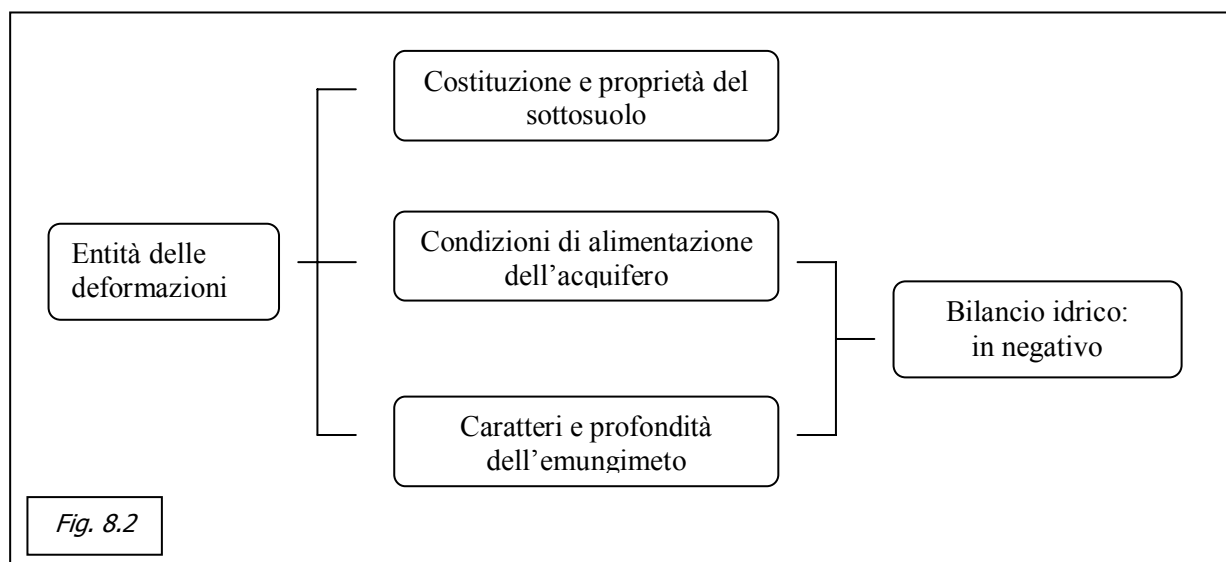 Costituzione e proprietà del
sottosuolo
Entità delle
deformazioni
Condizioni di alimentazione
dell’acquifero
Bilancio idrico:
in negativo
Caratteri e profondità
dell’emungimeto
Fig. 8.2